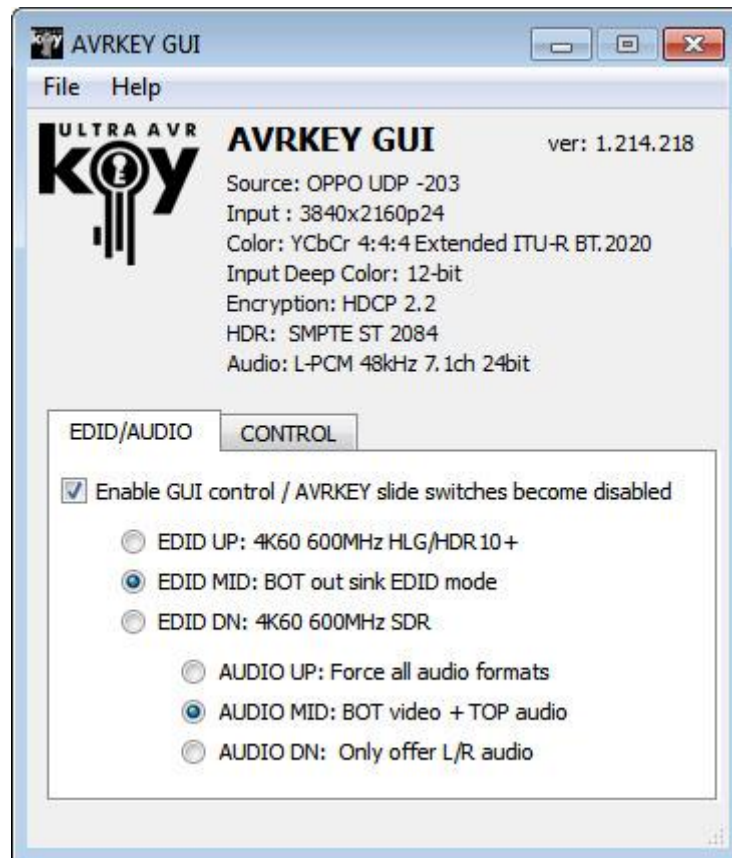 AVRKEY GUI
File Help
ULTRA AVR
key
AVRKEY GUI ver: 1.214.218
Source: OPPO UDP -203
Input : 3840x2160p24
Color: YCbCr 4:4:4 Extended ITU-R BT.2020
Input Deep Color: 12-bit
Encryption: HDCP 2.2
HDR: SMPTE ST 2084
Audio: L-PCM 48kHz 7.1ch 24bit
EDID/AUDIO CONTROL
Enable GUI control / AVRKEY slide switches become disabled
EDID UP: 4K60 600MHz HLG/HDR10+
EDID MID: BOT out sink EDID mode
EDID DN: 4K60 600MHz SDR
AUDIO UP: Force all audio formats
AUDIO MID: BOT video + TOP audio
AUDIO DN: Only offer L/R audio